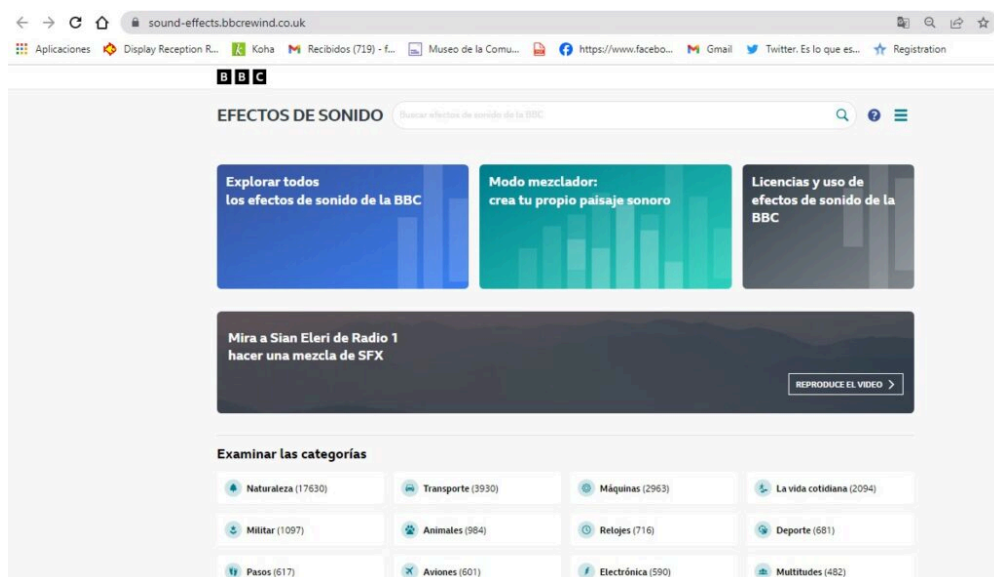 sound-effects.bbcrewind.co.uk
Aplicaciones Display Reception R... Koha Recibidos (719) - f... Museo de la Comu... https://www.facebo... Gmail Twitter. Es lo que es... Registration
BBC
EFECTOS DE SONIDO Buscar efectos de sonido de la BBC
Explorar todos
los efectos de sonido de la BBC
Modo mezclador:
crea tu propio paisaje sonoro
Licencias y uso de
efectos de sonido de la
BBC
Mira a Sian Eleri de Radio 1
hacer una mezcla de SFX
REPRODUCE EL VIDEO
Examinar las categorías
Naturaleza (17630) Transporte (3930) Máquinas (2963) La vida cotidiana (2094)
Militar (1097) Animales (984) Relojes (716) Deporte (681)
Pasos (617) Aviones (601) Electrónica (590) Multitudes (482)